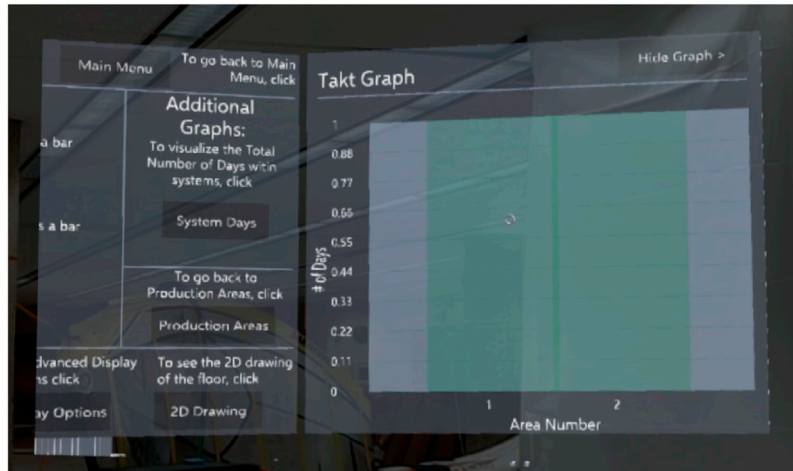 Main Menu
To go back to Main
Menu, click
a bar
s a bar
Additional
Graphs:
To visualize the Total
Number of Days witin
systems, click
System Days
To go back to
Production Areas, click
Production Areas
dvanced Display
ns click
ay Options
To see the 2D drawing
of the floor, click
2D Drawing
Takt Graph
Hide Graph >
# of Days
1
0.88
0.77
0.66
0.55
0.44
0.33
0.22
0.11
0
1 2
Area Number